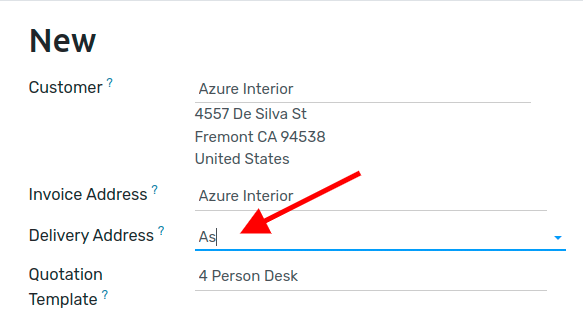 New
Customer ? Azure Interior
4557 De Silva St
Fremont CA 94538
United States
Invoice Address ? Azure Interior
Delivery Address ? As
Quotation Template ? 4 Person Desk